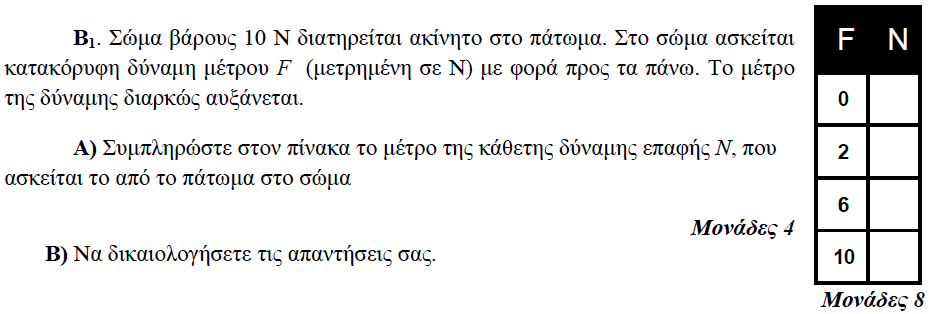 Β1. Σώμα βάρους 10 Ν διατηρείται ακίνητο στο πάτωμα. Στο σώμα ασκείται
κατακόρυφη δύναμη μέτρου F (μετρημένη σε Ν) με φορά προς τα πάνω. Το μέτρο
της δύναμης διαρκώς αυξάνεται.
Α) Συμπληρώστε στον πίνακα το μέτρο της κάθετης δύναμης επαφής Ν, που
ασκείται το από το πάτωμα στο σώμα
Μονάδες 4
Β) Να δικαιολογήσετε τις απαντήσεις σας.
F N
0
2
6
10
Μονάδες 8